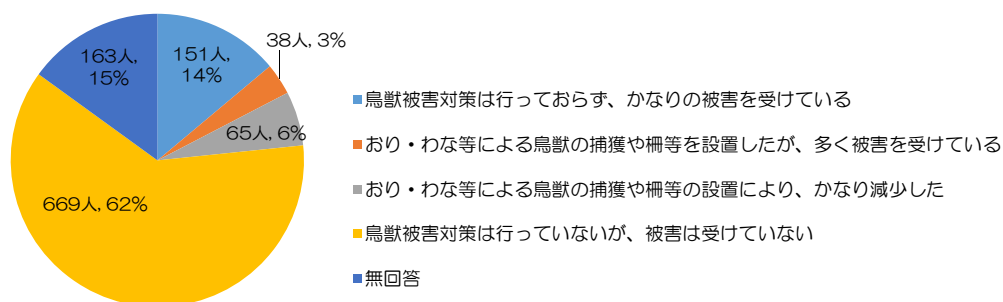 163人,
15%
151人,
14%
38人, 3%
65人, 6%
669人, 62%
鳥獣被害対策は行っておらず、かなりの被害を受けている
おり・わな等による鳥獣の捕獲や柵等を設置したが、多く被害を受けている
おり・わな等による鳥獣の捕獲や柵等の設置により、かなり減少した
鳥獣被害対策は行っていないが、被害は受けていない
無回答